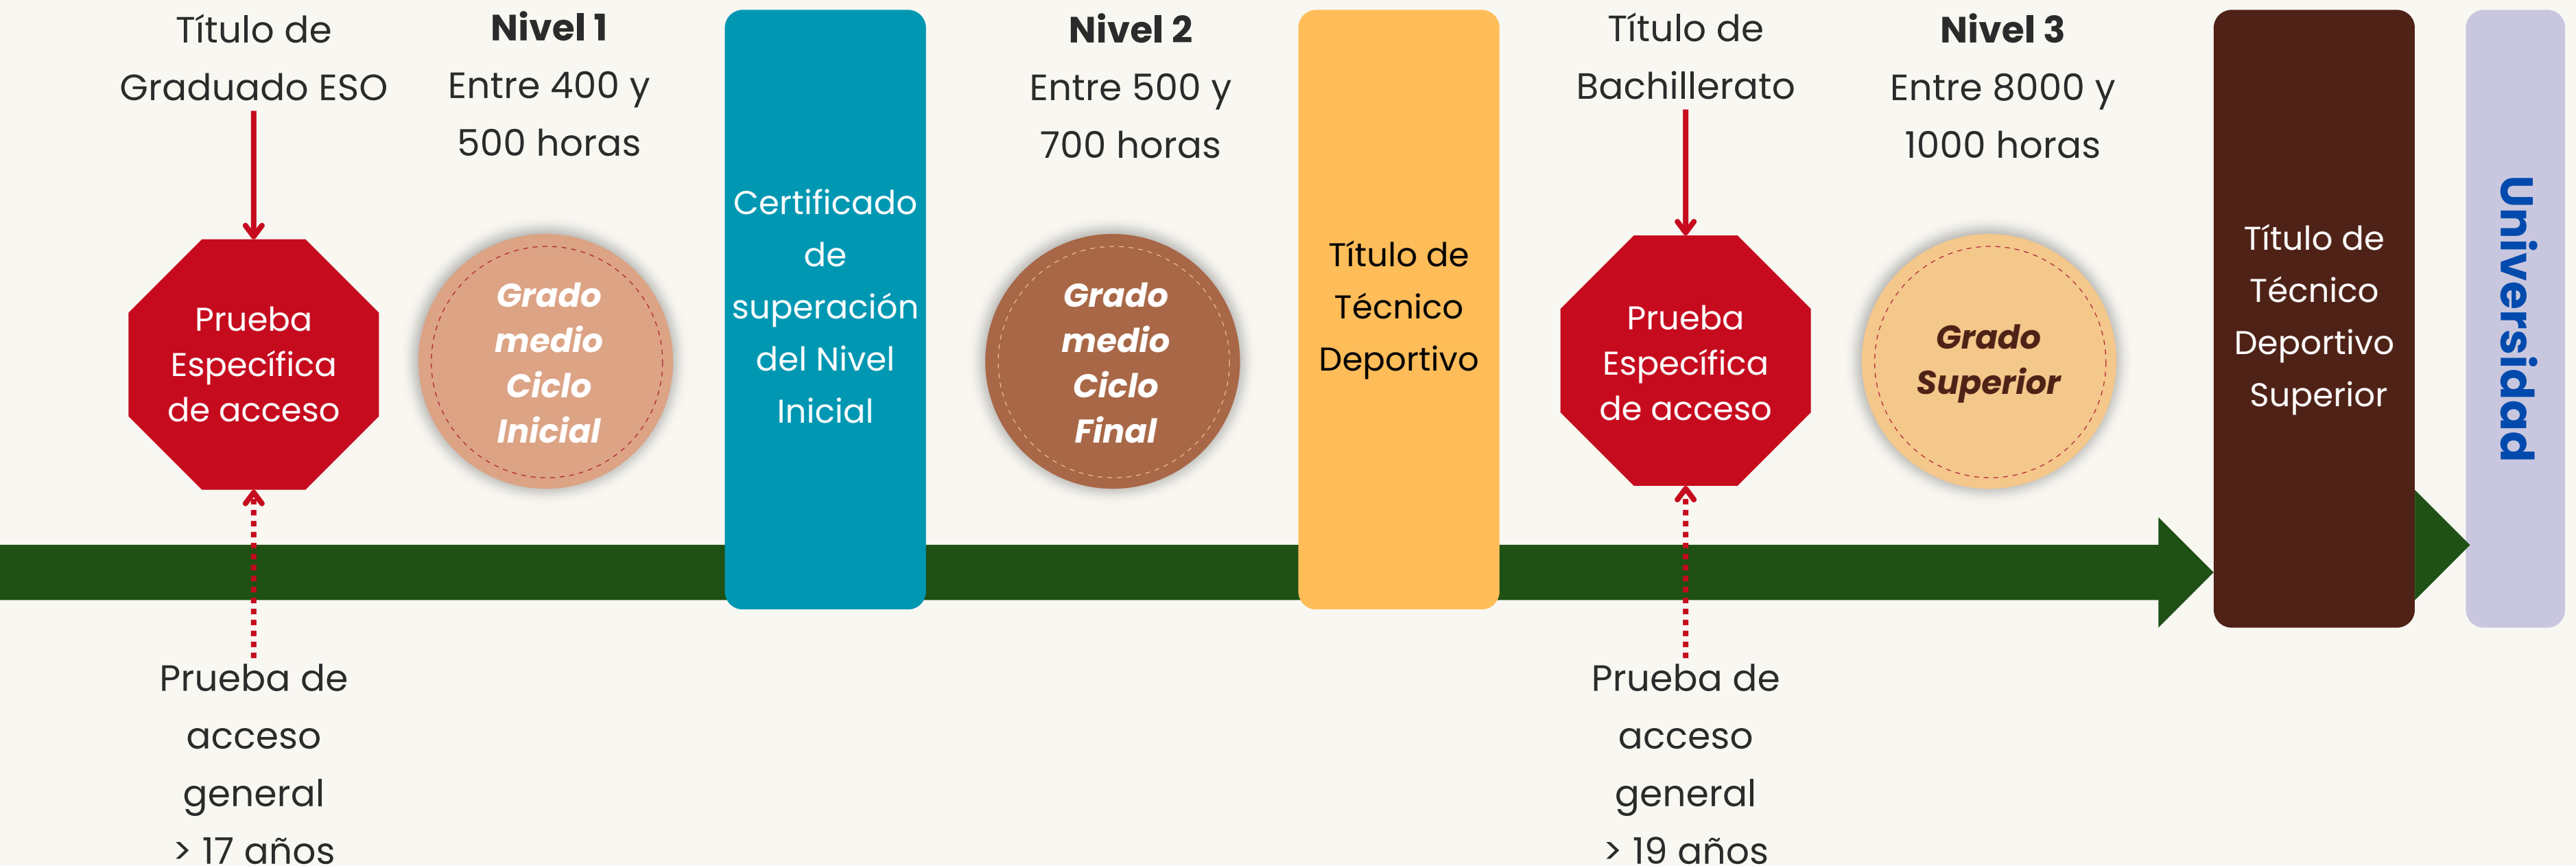 Título de
Graduado ESO
Prueba
Específica
de acceso
Prueba de
acceso
general
> 17 años
Nivel 1
Entre 400 y
500 horas
Grado
medio
Ciclo
Inicial
Certificado
de
superación
del Nivel
Inicial
Nivel 2
Entre 500 y
700 horas
Grado
medio
Ciclo
Final
Título de
Técnico
Deportivo
Título de
Bachillerato
Prueba
Específica
de acceso
Prueba de
acceso
general
> 19 años
Nivel 3
Entre 8000 y
1000 horas
Grado
Superior
Título de
Técnico
Deportivo
Superior
Universidad